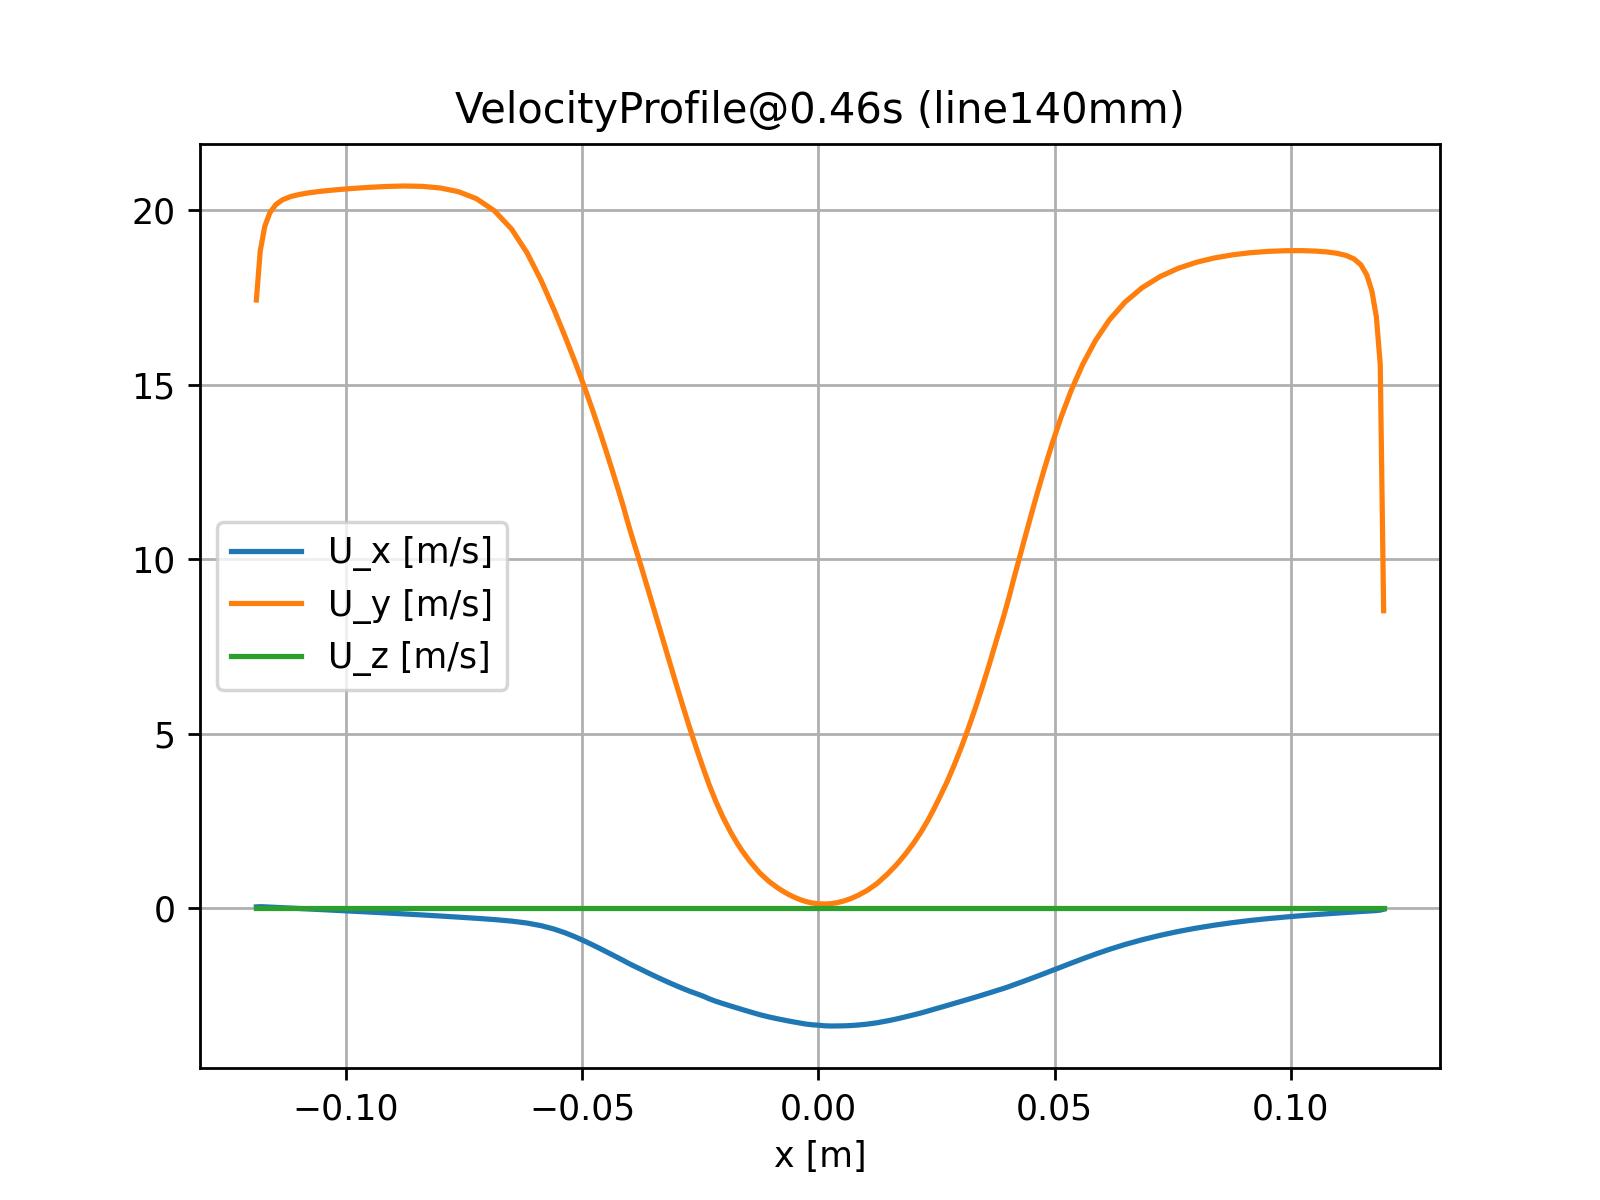 VelocityProfile@0.46s (line140mm)
20
15
10
5
0
U_x [m/s]
U_y [m/s]
U_z [m/s]
−0.10 −0.05 0.00 0.05 0.10
x [m]